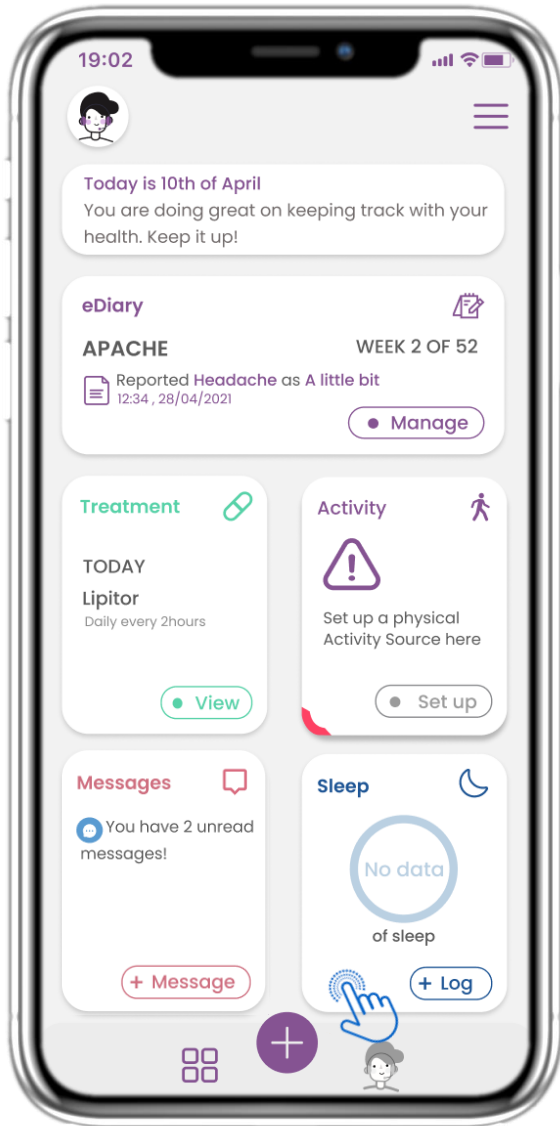 19:02
Today is 10th of April
You are doing great on keeping track with your
health. Keep it up!
eDiary
APACHE
WEEK 2 OF 52
Reported Headache as A little bit
12:34 , 28/04/2021
Manage
Treatment
TODAY
Lipitor
Daily every 2hours
View
Activity
Set up a physical
Activity Source here
Set up
Messages
You have 2 unread
messages!
+ Message
Sleep
No data
of sleep
+ Log